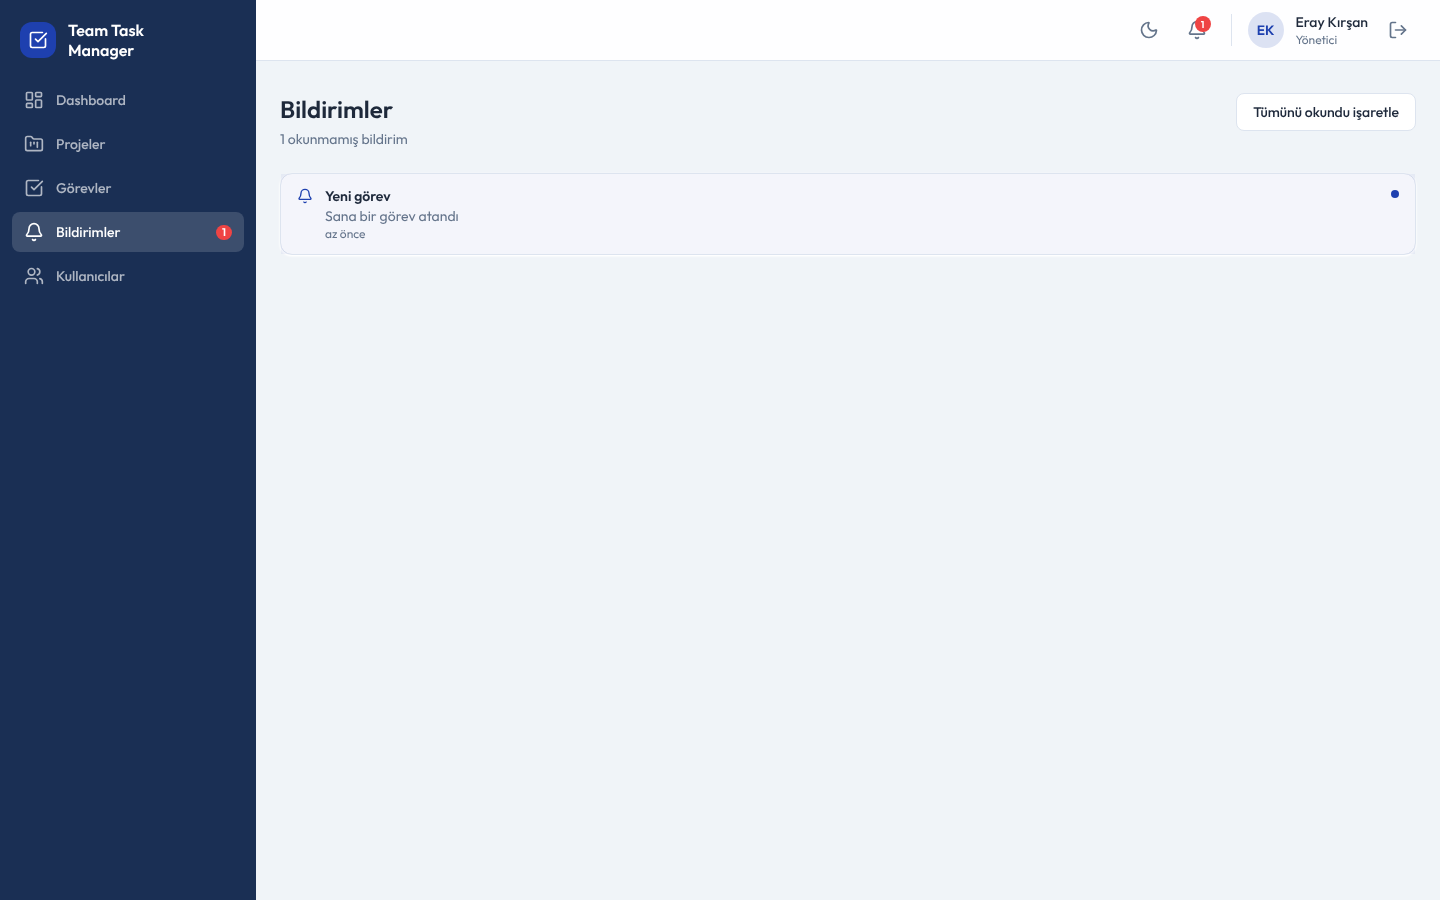 Team Task
Manager
Dashboard
Projeler
Görevler
Bildirimler
1
Kullanıcılar
1
EK
Eray Kırşan
Yönetici
Bildirimler
1 okunmamış bildirim
Tümünü okundu işaretle
Yeni görev
Sana bir görev atandı
az önce